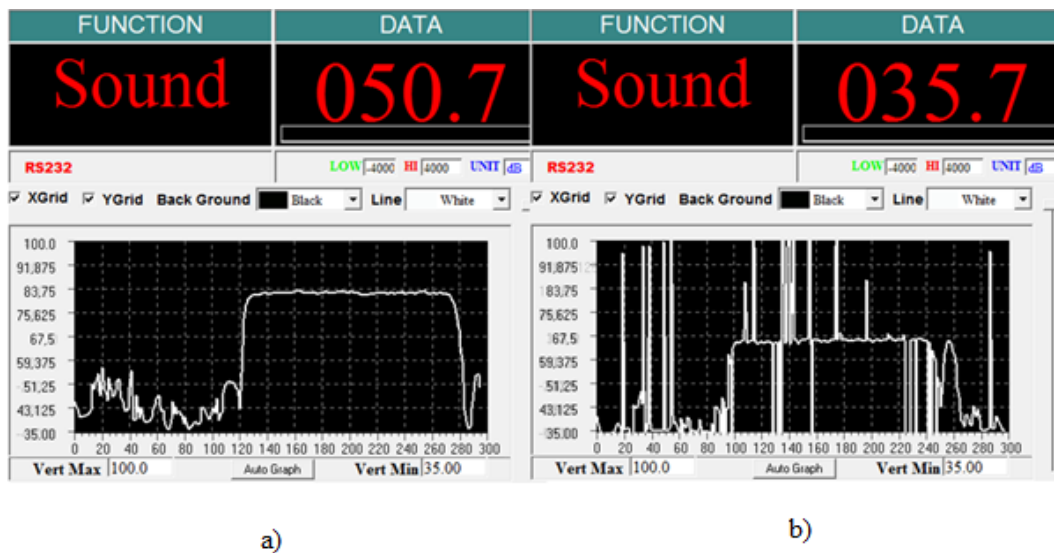 FUNCTION DATA FUNCTION DATA
Sound 050.7 Sound 035.7
RS232 LOW -4000 HI 4000 UNIT dB RS232 LOW -4000 HI 4000 UNIT dB
XGrid YGrid Back Ground Black Line White XGrid YGrid Back Ground Black Line White
100.0 100.0
91,875 91,875
83,75 83,75
75,625 75,625
67,5 67,5
59,375 59,375
51,25 51,25
43,125 43,125
35.00 35.00
0 20 40 60 80 100 120 140 160 180 200 220 240 260 280 300 0 20 40 60 80 100 120 140 160 180 200 220 240 260 280 300
Vert Max 100.0 Auto Graph Vert Min 35.00 Vert Max 100.0 Auto Graph Vert Min 35.00
a) b)